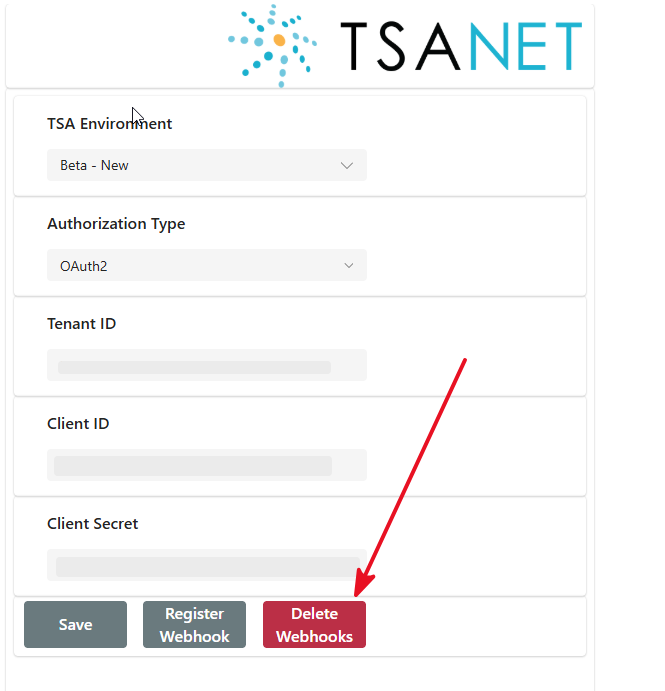 TSANET
TSA Environment
Beta - New
Authorization Type
OAuth2
Tenant ID
Client ID
Client Secret
Save
Register
Webhook
Delete
Webhooks